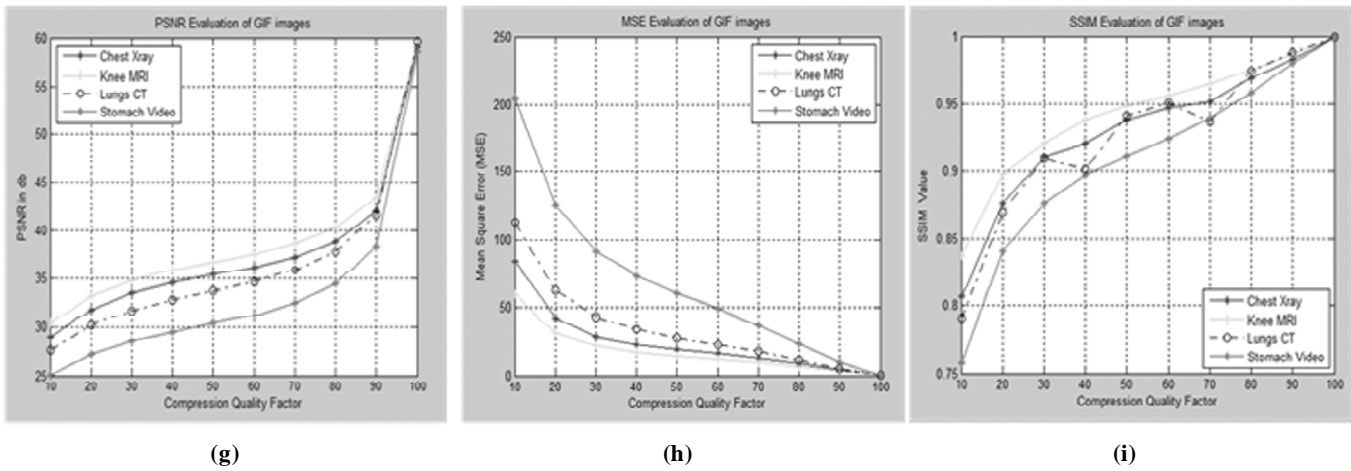 PSNR Evaluation of GIF images
60
55
50
45
40
35
30
25
PSNR in db
Chest Xray
Knee MRI
Lungs CT
Stomach Video
10 20 30 40 50 60 70 80 90 100
Compression Quality Factor
(g)
MSE Evaluation of GIF images
250
200
150
100
50
0
Mean Square Error (MSE)
Chest Xray
Knee MRI
Lungs CT
Stomach Video
10 20 30 40 50 60 70 80 90 100
Compression Quality Factor
(h)
SSIM Evaluation of GIF images
1
0.95
0.9
0.85
0.8
0.75
SSIM Value
Chest Xray
Knee MRI
Lungs CT
Stomach Video
10 20 30 40 50 60 70 80 90 100
Compression Quality Factor
(i)